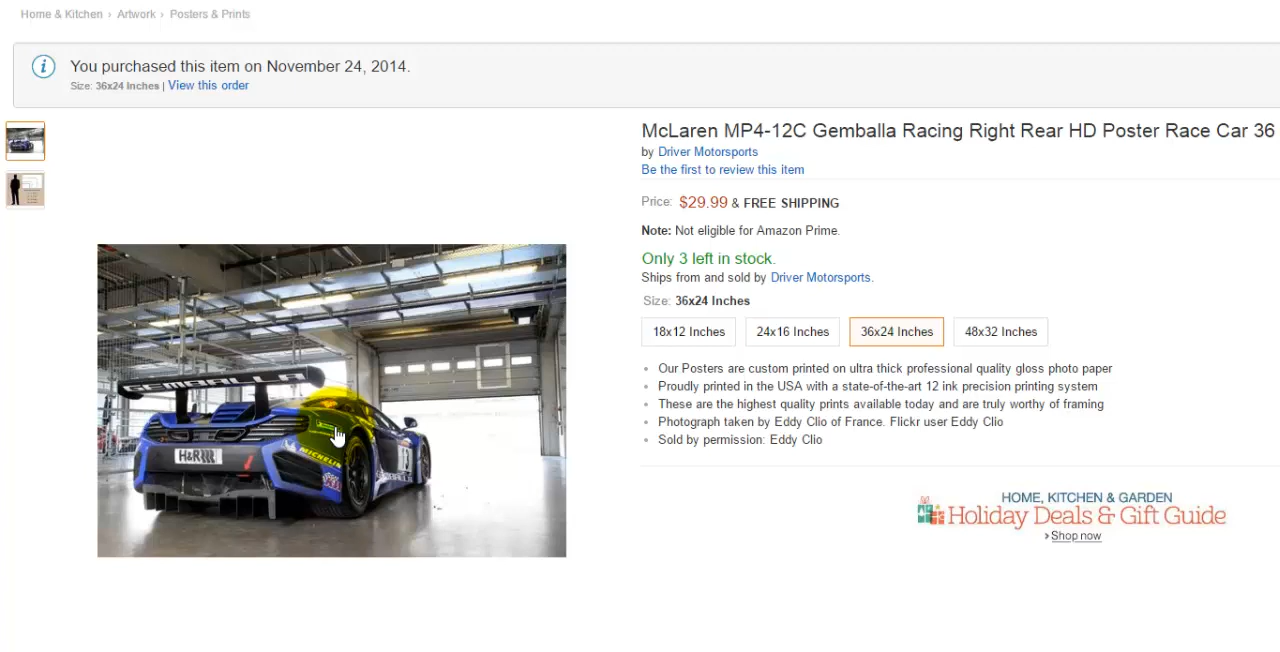 Home & Kitchen › Artwork › Posters & Prints
You purchased this item on November 24, 2014.
Size: 36x24 Inches | View this order
McLaren MP4-12C Gemballa Racing Right Rear HD Poster Race Car 36
by Driver Motorsports
Be the first to review this item
Price: $29.99 & FREE SHIPPING
Note: Not eligible for Amazon Prime.
Only 3 left in stock.
Ships from and sold by Driver Motorsports.
Size: 36x24 Inches
18x12 Inches 24x16 Inches 36x24 Inches 48x32 Inches
Our Posters are custom printed on ultra thick professional quality gloss photo paper
Proudly printed in the USA with a state-of-the-art 12 ink precision printing system
These are the highest quality prints available today and are truly worthy of framing
Photograph taken by Eddy Clio of France. Flickr user Eddy Clio
Sold by permission: Eddy Clio
GEMBALLA
H&R
MICHELIN
HOME, KITCHEN & GARDEN
Holiday Deals & Gift Guide
› Shop now